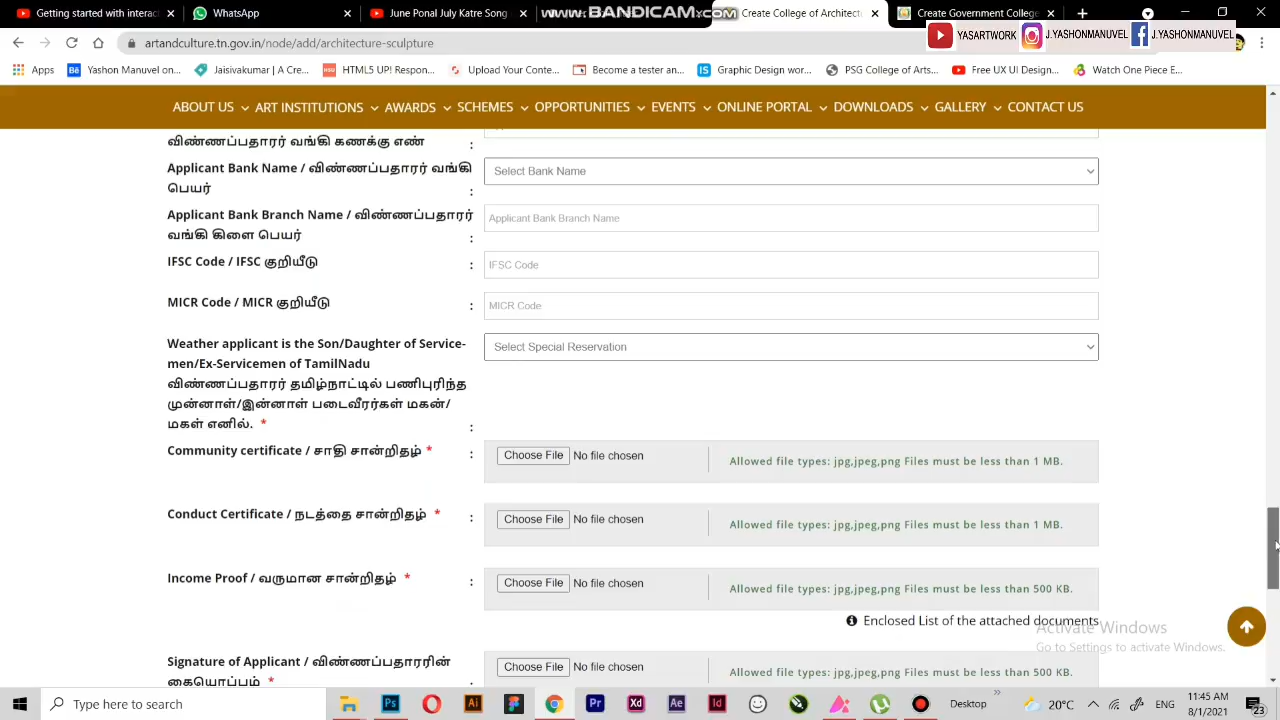 June Ponal July Katre Song
WWW.BANDICAM.COM
Create College of Architectu
Create College
YASARTWORK J.YASHONMANUVEL J.YASHONMANUVEL
artandculture.tn.gov.in/node/add/architecture-sculpture
Apps Yashon Manuvel on... Jaisivakumar | A Cre... HTML5 UP! Respon... Upload Your Conte... Become a tester an... Graphic Design wor... PSG College of Arts... Free UX UI Design... Watch One Piece E...
ABOUT US ART INSTITUTIONS AWARDS SCHEMES OPPORTUNITIES EVENTS ONLINE PORTAL DOWNLOADS GALLERY CONTACT US
விண்ணப்பதாரர் வங்கி கணக்கு எண் :
Applicant Bank Name / விண்ணப்பதாரர் வங்கி
பெயர் :
Select Bank Name
Applicant Bank Branch Name / விண்ணப்பதாரர்
வங்கி கிளை பெயர் :
Applicant Bank Branch Name
IFSC Code / IFSC குறியீடு : IFSC Code
MICR Code / MICR குறியீடு : MICR Code
Weather applicant is the Son/Daughter of Service-
men/Ex-Servicemen of TamilNadu
விண்ணப்பதாரர் தமிழ்நாட்டில் பணிபுரிந்த
முன்னாள்/இன்னாள் படைவீரர்கள் மகன்/
மகள் எனில். * :
Select Special Reservation
Community certificate / சாதி சான்றிதழ் * : Choose File No file chosen Allowed file types: jpg,jpeg,png Files must be less than 1 MB.
Conduct Certificate / நடத்தை சான்றிதழ் * : Choose File No file chosen Allowed file types: jpg,jpeg,png Files must be less than 1 MB.
Income Proof / வருமான சான்றிதழ் * : Choose File No file chosen Allowed file types: jpg,jpeg,png Files must be less than 500 KB.
Enclosed List of the attached documents
Activate Windows
Go to Settings to activate Windows.
Signature of Applicant / விண்ணப்பதாரரின்
கையொப்பம் * :
Choose File No file chosen Allowed file types: jpg,jpeg,png Files must be less than 500 KB.
Type here to search
Desktop 20°C ENG
11:45 AM
8/1/2021
23